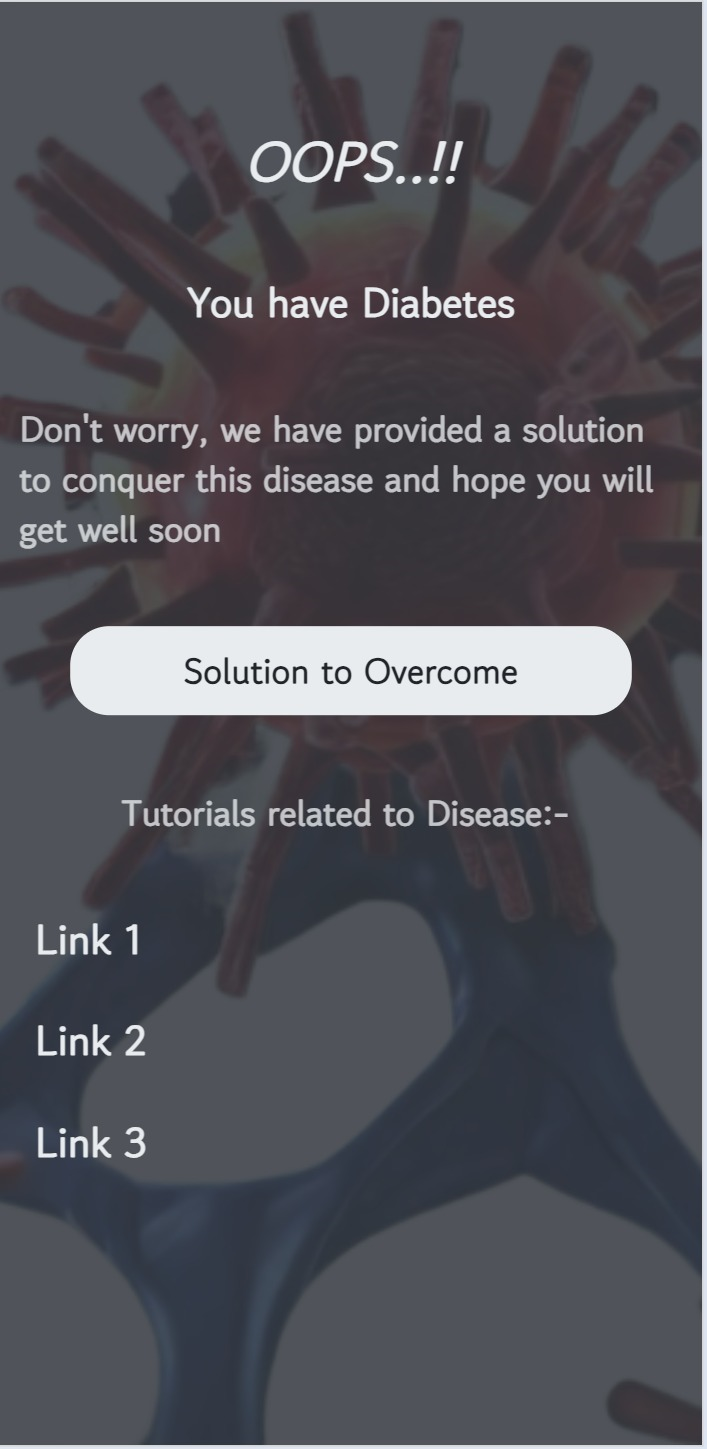 OOPS..!!
You have Diabetes
Don't worry, we have provided a solution
to conquer this disease and hope you will
get well soon
Solution to Overcome
Tutorials related to Disease:-
Link 1
Link 2
Link 3